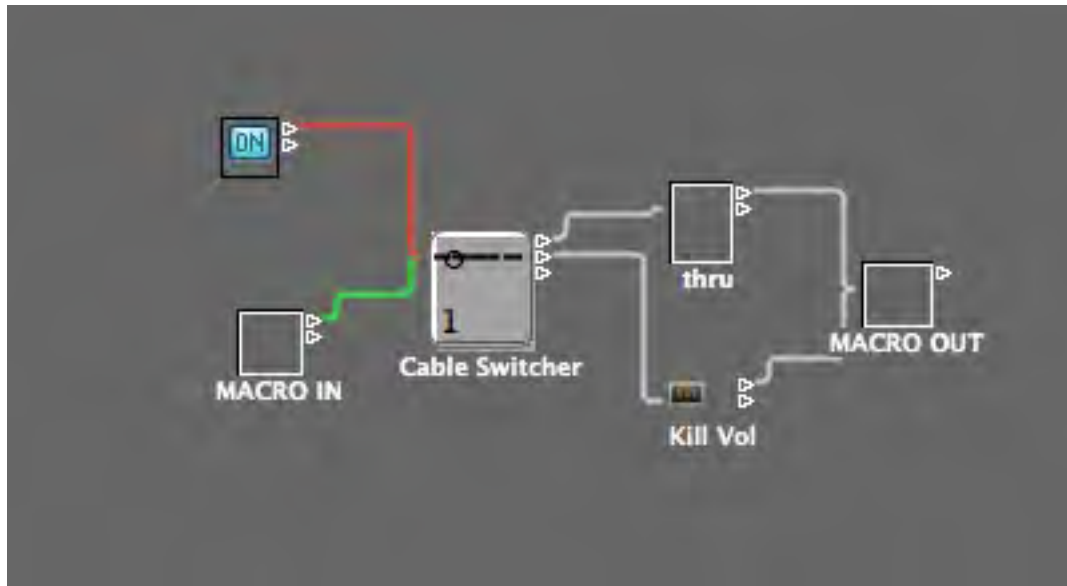 ON
thru
1
MACRO OUT
Cable Switcher
MACRO IN
Kill Vol